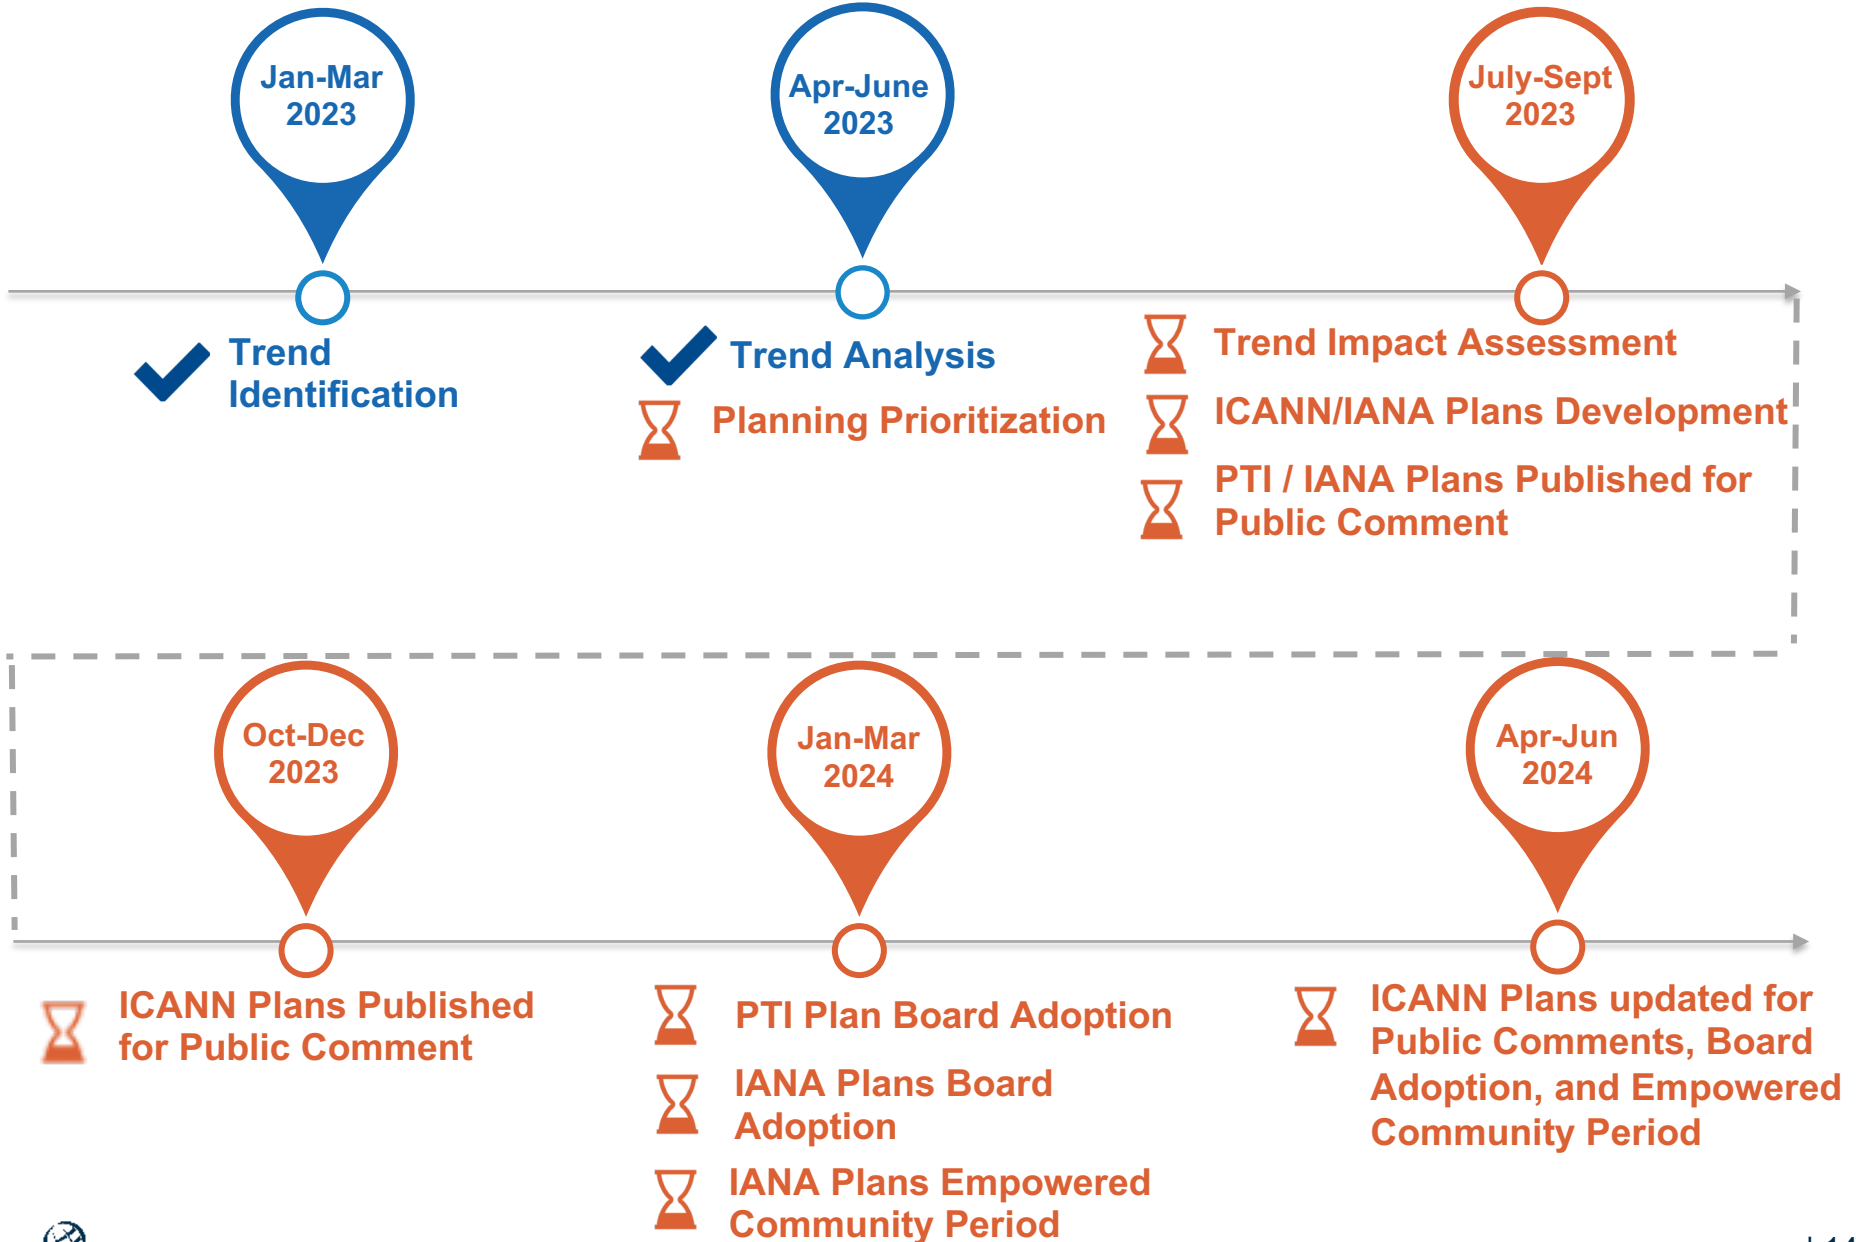 Jan-Mar
2023
Apr-June
2023
July-Sept
2023
Trend
Identification
Trend Analysis
Planning Prioritization
Trend Impact Assessment
ICANN/IANA Plans Development
PTI / IANA Plans Published for
Public Comment
Oct-Dec
2023
Jan-Mar
2024
Apr-Jun
2024
ICANN Plans Published
for Public Comment
PTI Plan Board Adoption
IANA Plans Board
Adoption
IANA Plans Empowered
Community Period
ICANN Plans updated for
Public Comments, Board
Adoption, and Empowered
Community Period